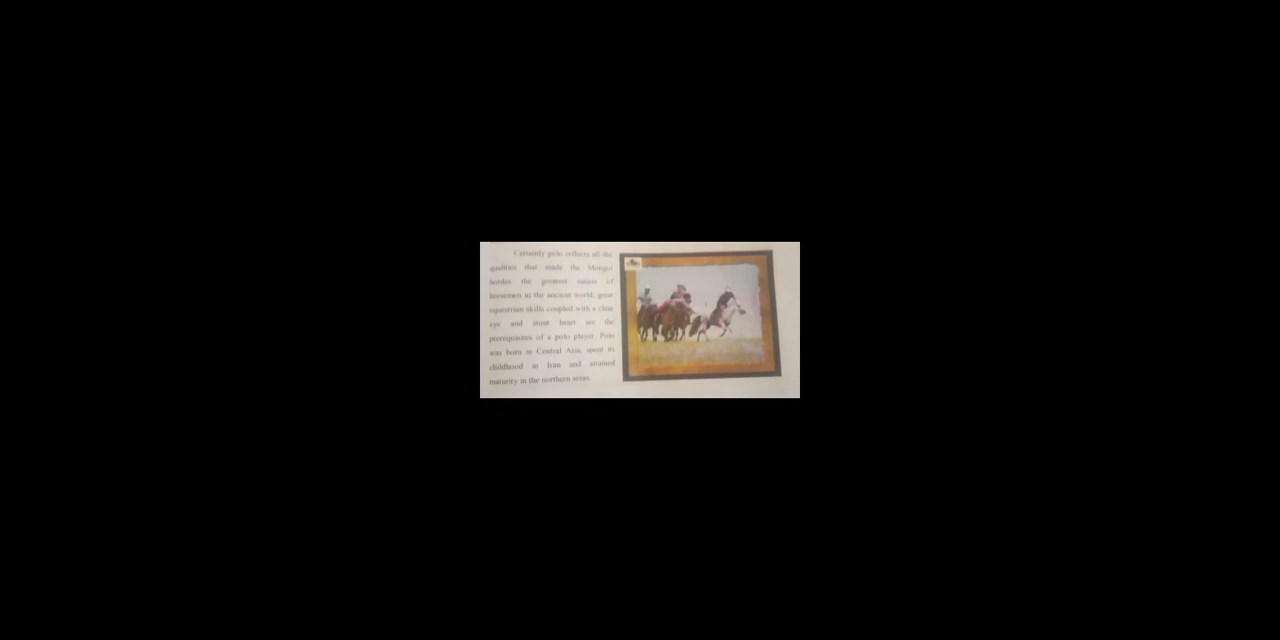 Certainly polo reflects all the
qualities that made the Mongol
hordes the greatest nation of
horsemen in the ancient world, great
equestrian skills coupled with a clear
eye and stout heart are the
prerequisites of a polo player. Polo
was born in Central Asia, spent its
childhood in Iran and attained
maturity in the northern areas.